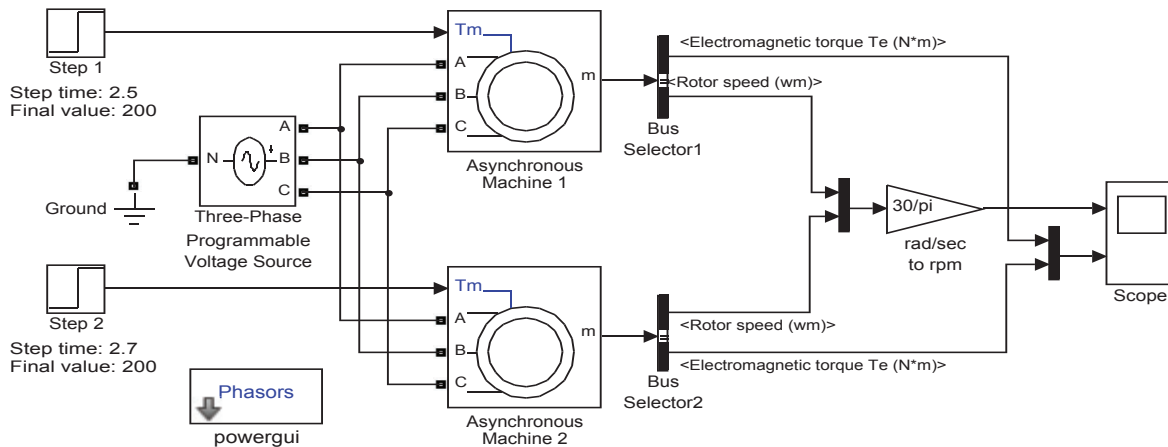 Step 1
Step time: 2.5
Final value: 200
Tm
A
B
C
m
Asynchronous
Machine 1
<Electromagnetic torque Te (N*m)>
<Rotor speed (wm)>
Bus
Selector1
N
A
B
C
Three-Phase
Programmable
Voltage Source
Ground
30/pi
rad/sec
to rpm
Scope
Step 2
Step time: 2.7
Final value: 200
Tm
A
B
C
m
Asynchronous
Machine 2
<Rotor speed (wm)>
<Electromagnetic torque Te (N*m)>
Bus
Selector2
Phasors
powergui